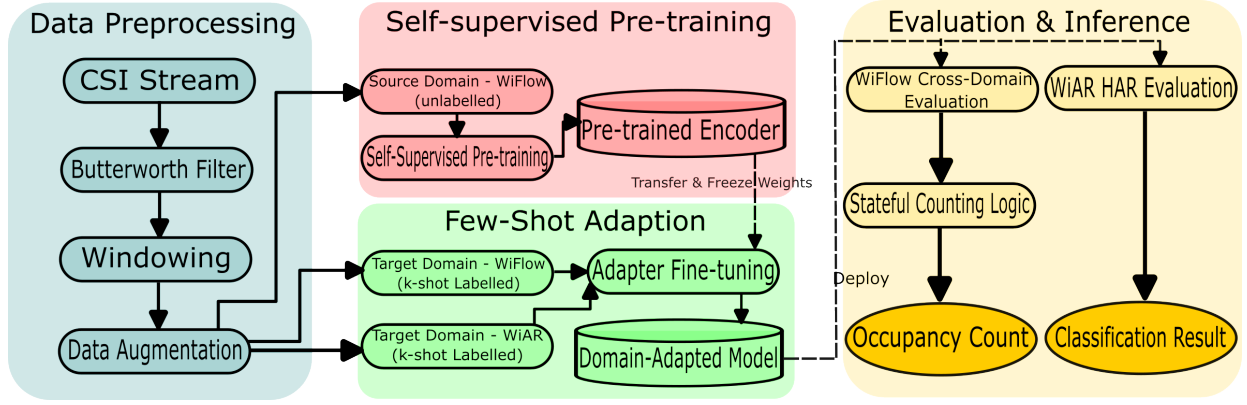 Data Preprocessing
CSI Stream
Butterworth Filter
Windowing
Data Augmentation
Self-supervised Pre-training
Source Domain - WiFlow
(unlabelled)
Self-Supervised Pre-training
Pre-trained Encoder
Transfer & Freeze Weights
Few-Shot Adaption
Target Domain - WiFlow
(k-shot Labelled)
Target Domain - WiAR
(k-shot Labelled)
Adapter Fine-tuning
Domain-Adapted Model
Deploy
Evaluation & Inference
WiFlow Cross-Domain
Evaluation
Stateful Counting Logic
Occupancy Count
WiAR HAR Evaluation
Classification Result